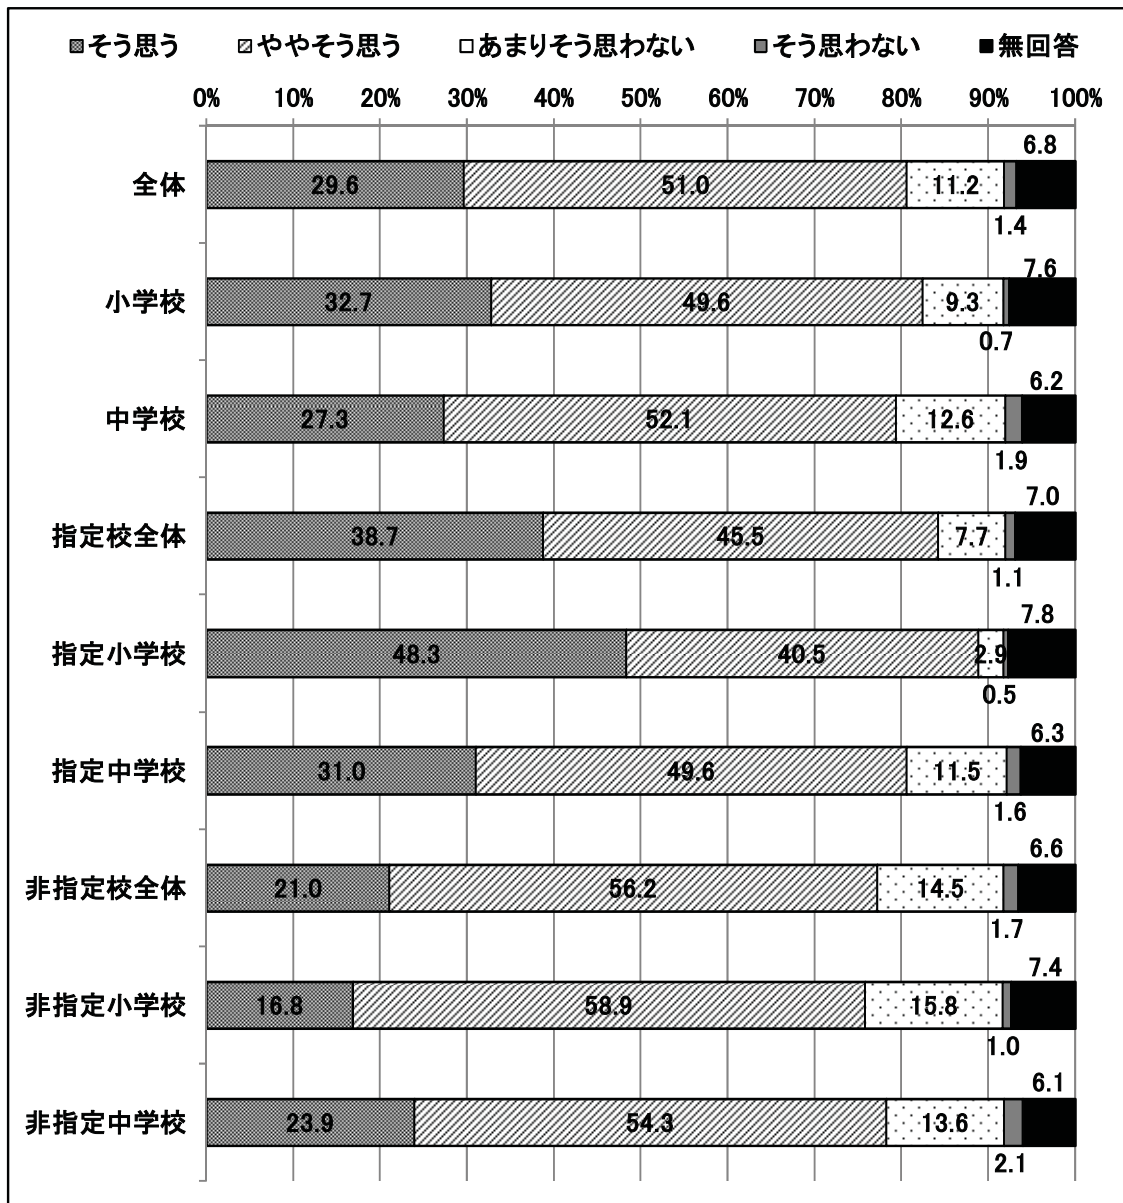 そう思う ややそう思う あまりそう思わない そう思わない 無回答
0% 10% 20% 30% 40% 50% 60% 70% 80% 90% 100%
6.8
全体 29.6 51.0 11.2
1.4
7.6
小学校 32.7 49.6 9.3
0.7
6.2
中学校 27.3 52.1 12.6
1.9
7.0
指定校全体 38.7 45.5 7.7
1.1
7.8
指定小学校 48.3 40.5 2.9
0.5
6.3
指定中学校 31.0 49.6 11.5
1.6
6.6
非指定校全体 21.0 56.2 14.5
1.7
7.4
非指定小学校 16.8 58.9 15.8
1.0
6.1
非指定中学校 23.9 54.3 13.6
2.1